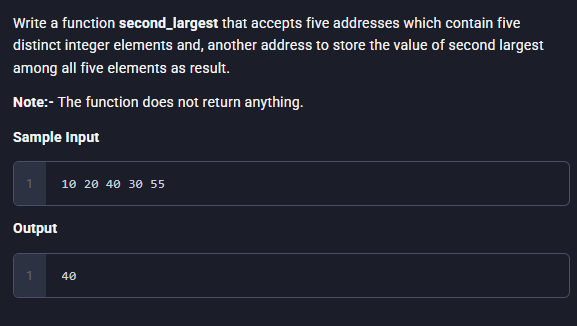 Write a function second_largest that accepts five addresses which contain five
distinct integer elements and, another address to store the value of second largest
among all five elements as result.
Note:- The function does not return anything.
Sample Input
1 10 20 40 30 55
Output
1 40